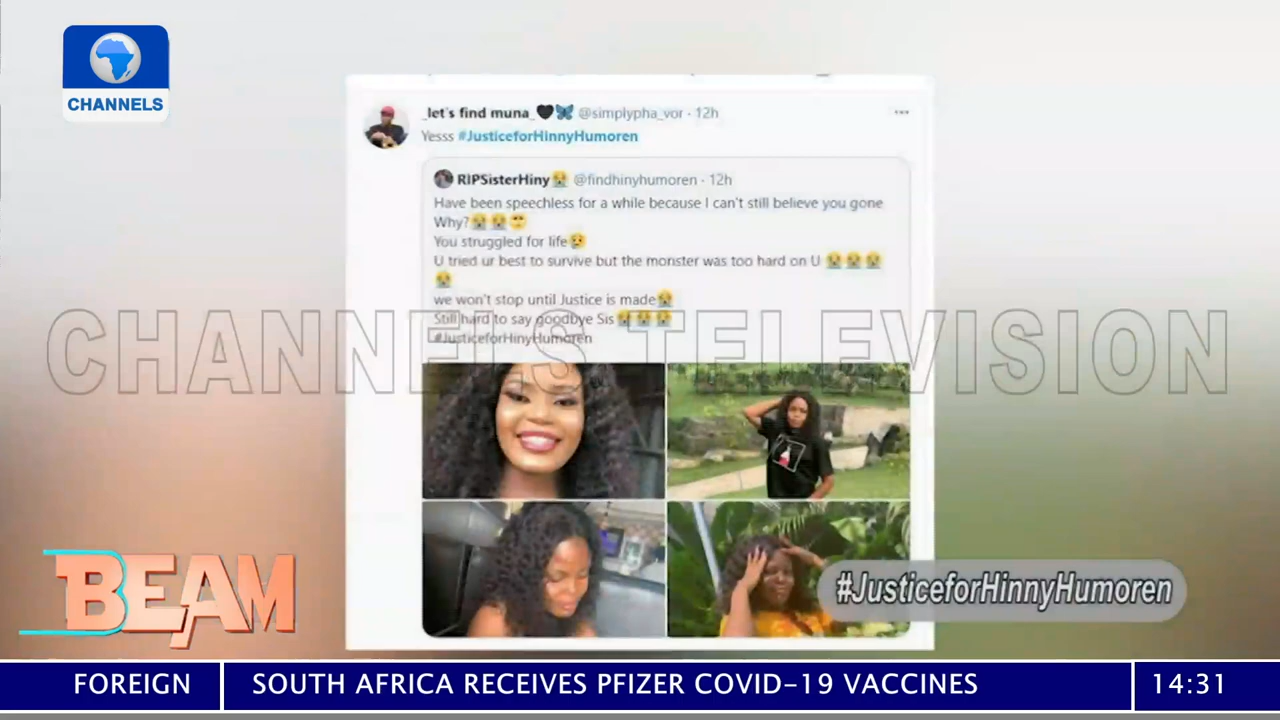 CHANNELS
_let's find muna_🖤🦋 @simplypha_vor · 12h
Yesss #JusticeforHinnyHumoren
RIPSisterHiny😭 @findhinyhumoren · 12h
Have been speechless for a while because I can't still believe you gone
Why?😭😭🙄
You struggled for life😢
U tried ur best to survive but the monster was too hard on U 😭😭😭
😭
we won't stop until Justice is made😭
Still hard to say goodbye Sis😭😭😭
#JusticeforHinyHumoren
CHANNELS TELEVISION
BEAM
#JusticeforHinnyHumoren
FOREIGN
SOUTH AFRICA RECEIVES PFIZER COVID-19 VACCINES
14:31